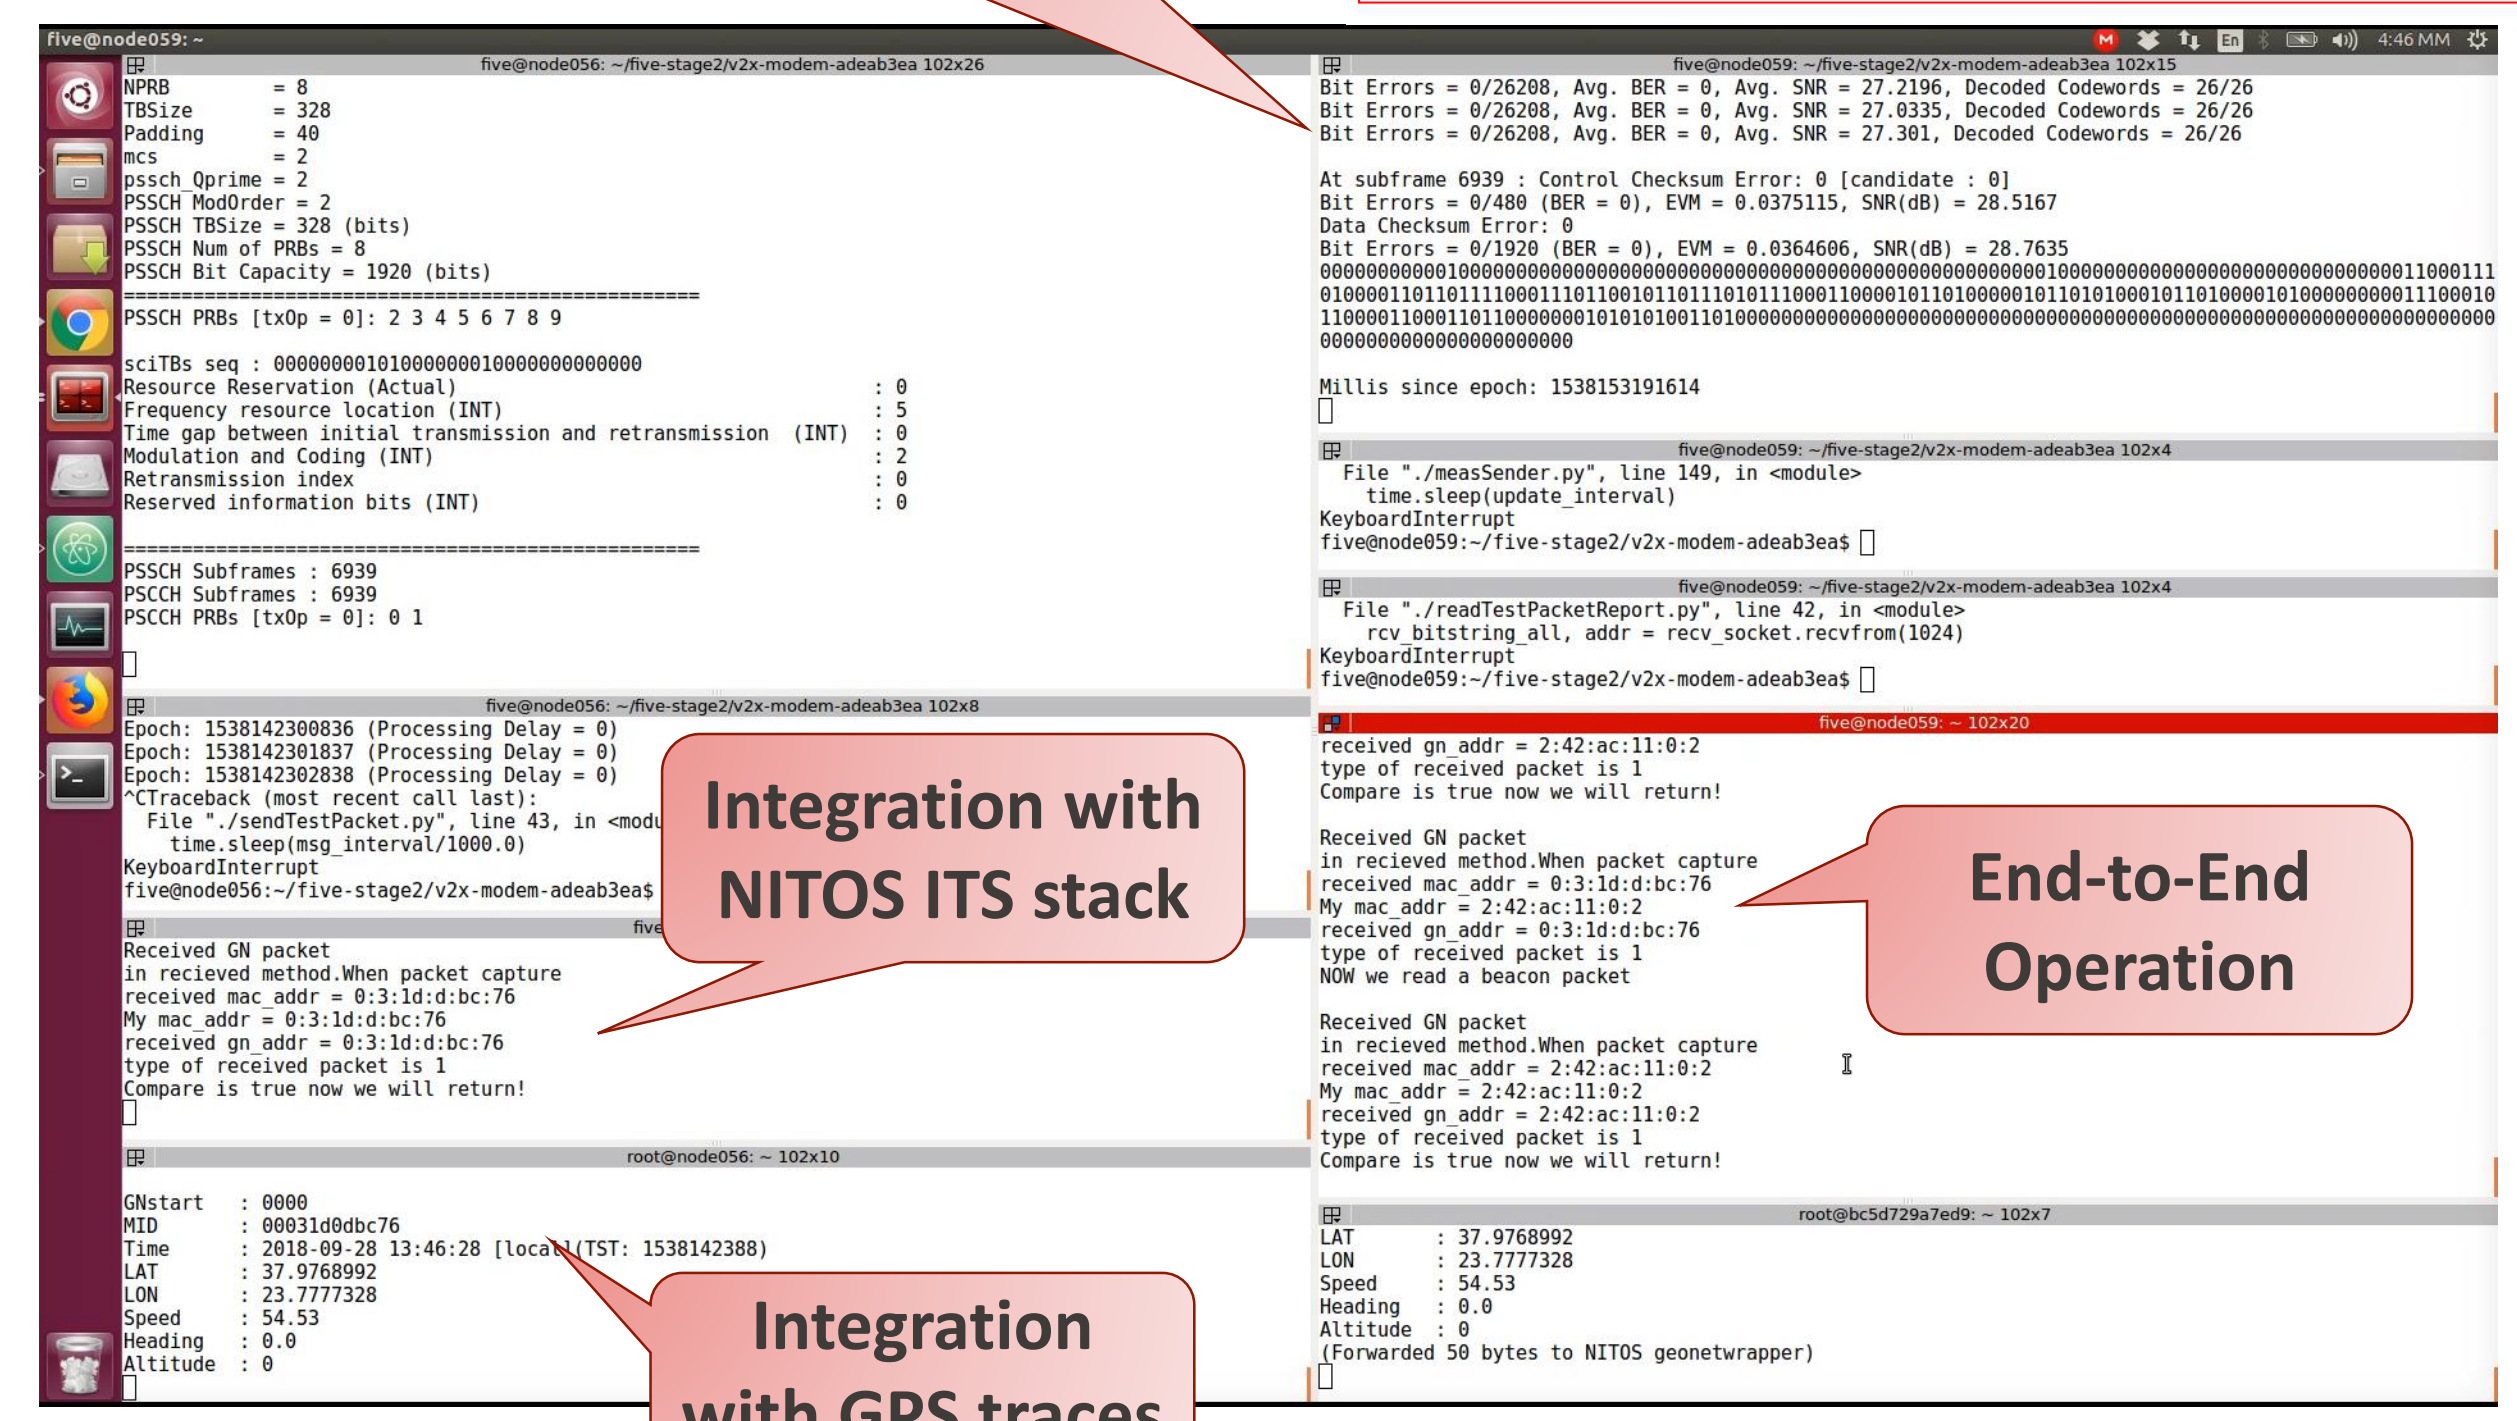 five@node059: ~
En
4:46 MM
five@node056: ~/five-stage2/v2x-modem-adeab3ea 102x26
NPRB = 8
TBSize = 328
Padding = 40
mcs = 2
pssch_Qprime = 2
PSSCH ModOrder = 2
PSSCH TBSize = 328 (bits)
PSSCH Num of PRBs = 8
PSSCH Bit Capacity = 1920 (bits)
==================================================
PSSCH PRBs [txOp = 0]: 2 3 4 5 6 7 8 9
sciTBs seq : 00000000101000000010000000000000
Resource Reservation (Actual) : 0
Frequency resource location (INT) : 5
Time gap between initial transmission and retransmission (INT) : 0
Modulation and Coding (INT) : 2
Retransmission index : 0
Reserved information bits (INT) : 0
==================================================
PSSCH Subframes : 6939
PSCCH Subframes : 6939
PSCCH PRBs [txOp = 0]: 0 1
five@node056: ~/five-stage2/v2x-modem-adeab3ea 102x8
Epoch: 1538142300836 (Processing Delay = 0)
Epoch: 1538142301837 (Processing Delay = 0)
Epoch: 1538142302838 (Processing Delay = 0)
^CTraceback (most recent call last):
File "./sendTestPacket.py", line 43, in <modu
time.sleep(msg_interval/1000.0)
KeyboardInterrupt
five@node056:~/five-stage2/v2x-modem-adeab3ea$
Integration with
NITOS ITS stack
five
Received GN packet
in recieved method.When packet capture
received mac_addr = 0:3:1d:d:bc:76
My mac_addr = 0:3:1d:d:bc:76
received gn_addr = 0:3:1d:d:bc:76
type of received packet is 1
Compare is true now we will return!
root@node056: ~ 102x10
GNstart : 0000
MID : 00031d0dbc76
Time : 2018-09-28 13:46:28 [local](TST: 1538142388)
LAT : 37.9768992
LON : 23.7777328
Speed : 54.53
Heading : 0.0
Altitude : 0
Integration
with GPS traces
five@node059: ~/five-stage2/v2x-modem-adeab3ea 102x15
Bit Errors = 0/26208, Avg. BER = 0, Avg. SNR = 27.2196, Decoded Codewords = 26/26
Bit Errors = 0/26208, Avg. BER = 0, Avg. SNR = 27.0335, Decoded Codewords = 26/26
Bit Errors = 0/26208, Avg. BER = 0, Avg. SNR = 27.301, Decoded Codewords = 26/26
At subframe 6939 : Control Checksum Error: 0 [candidate : 0]
Bit Errors = 0/480 (BER = 0), EVM = 0.0375115, SNR(dB) = 28.5167
Data Checksum Error: 0
Bit Errors = 0/1920 (BER = 0), EVM = 0.0364606, SNR(dB) = 28.7635
Millis since epoch: 1538153191614
five@node059: ~/five-stage2/v2x-modem-adeab3ea 102x4
File "./measSender.py", line 149, in <module>
time.sleep(update_interval)
KeyboardInterrupt
five@node059:~/five-stage2/v2x-modem-adeab3ea$
five@node059: ~/five-stage2/v2x-modem-adeab3ea 102x4
File "./readTestPacketReport.py", line 42, in <module>
rcv_bitstring_all, addr = recv_socket.recvfrom(1024)
KeyboardInterrupt
five@node059:~/five-stage2/v2x-modem-adeab3ea$
five@node059: ~ 102x20
received gn_addr = 2:42:ac:11:0:2
type of received packet is 1
Compare is true now we will return!
Received GN packet
in recieved method.When packet capture
received mac_addr = 0:3:1d:d:bc:76
My mac_addr = 2:42:ac:11:0:2
received gn_addr = 0:3:1d:d:bc:76
type of received packet is 1
NOW we read a beacon packet
Received GN packet
in recieved method.When packet capture
received mac_addr = 2:42:ac:11:0:2
My mac_addr = 2:42:ac:11:0:2
received gn_addr = 2:42:ac:11:0:2
type of received packet is 1
Compare is true now we will return!
End-to-End
Operation
root@bc5d729a7ed9: ~ 102x7
LAT : 37.9768992
LON : 23.7777328
Speed : 54.53
Heading : 0.0
Altitude : 0
(Forwarded 50 bytes to NITOS geonetwrapper)